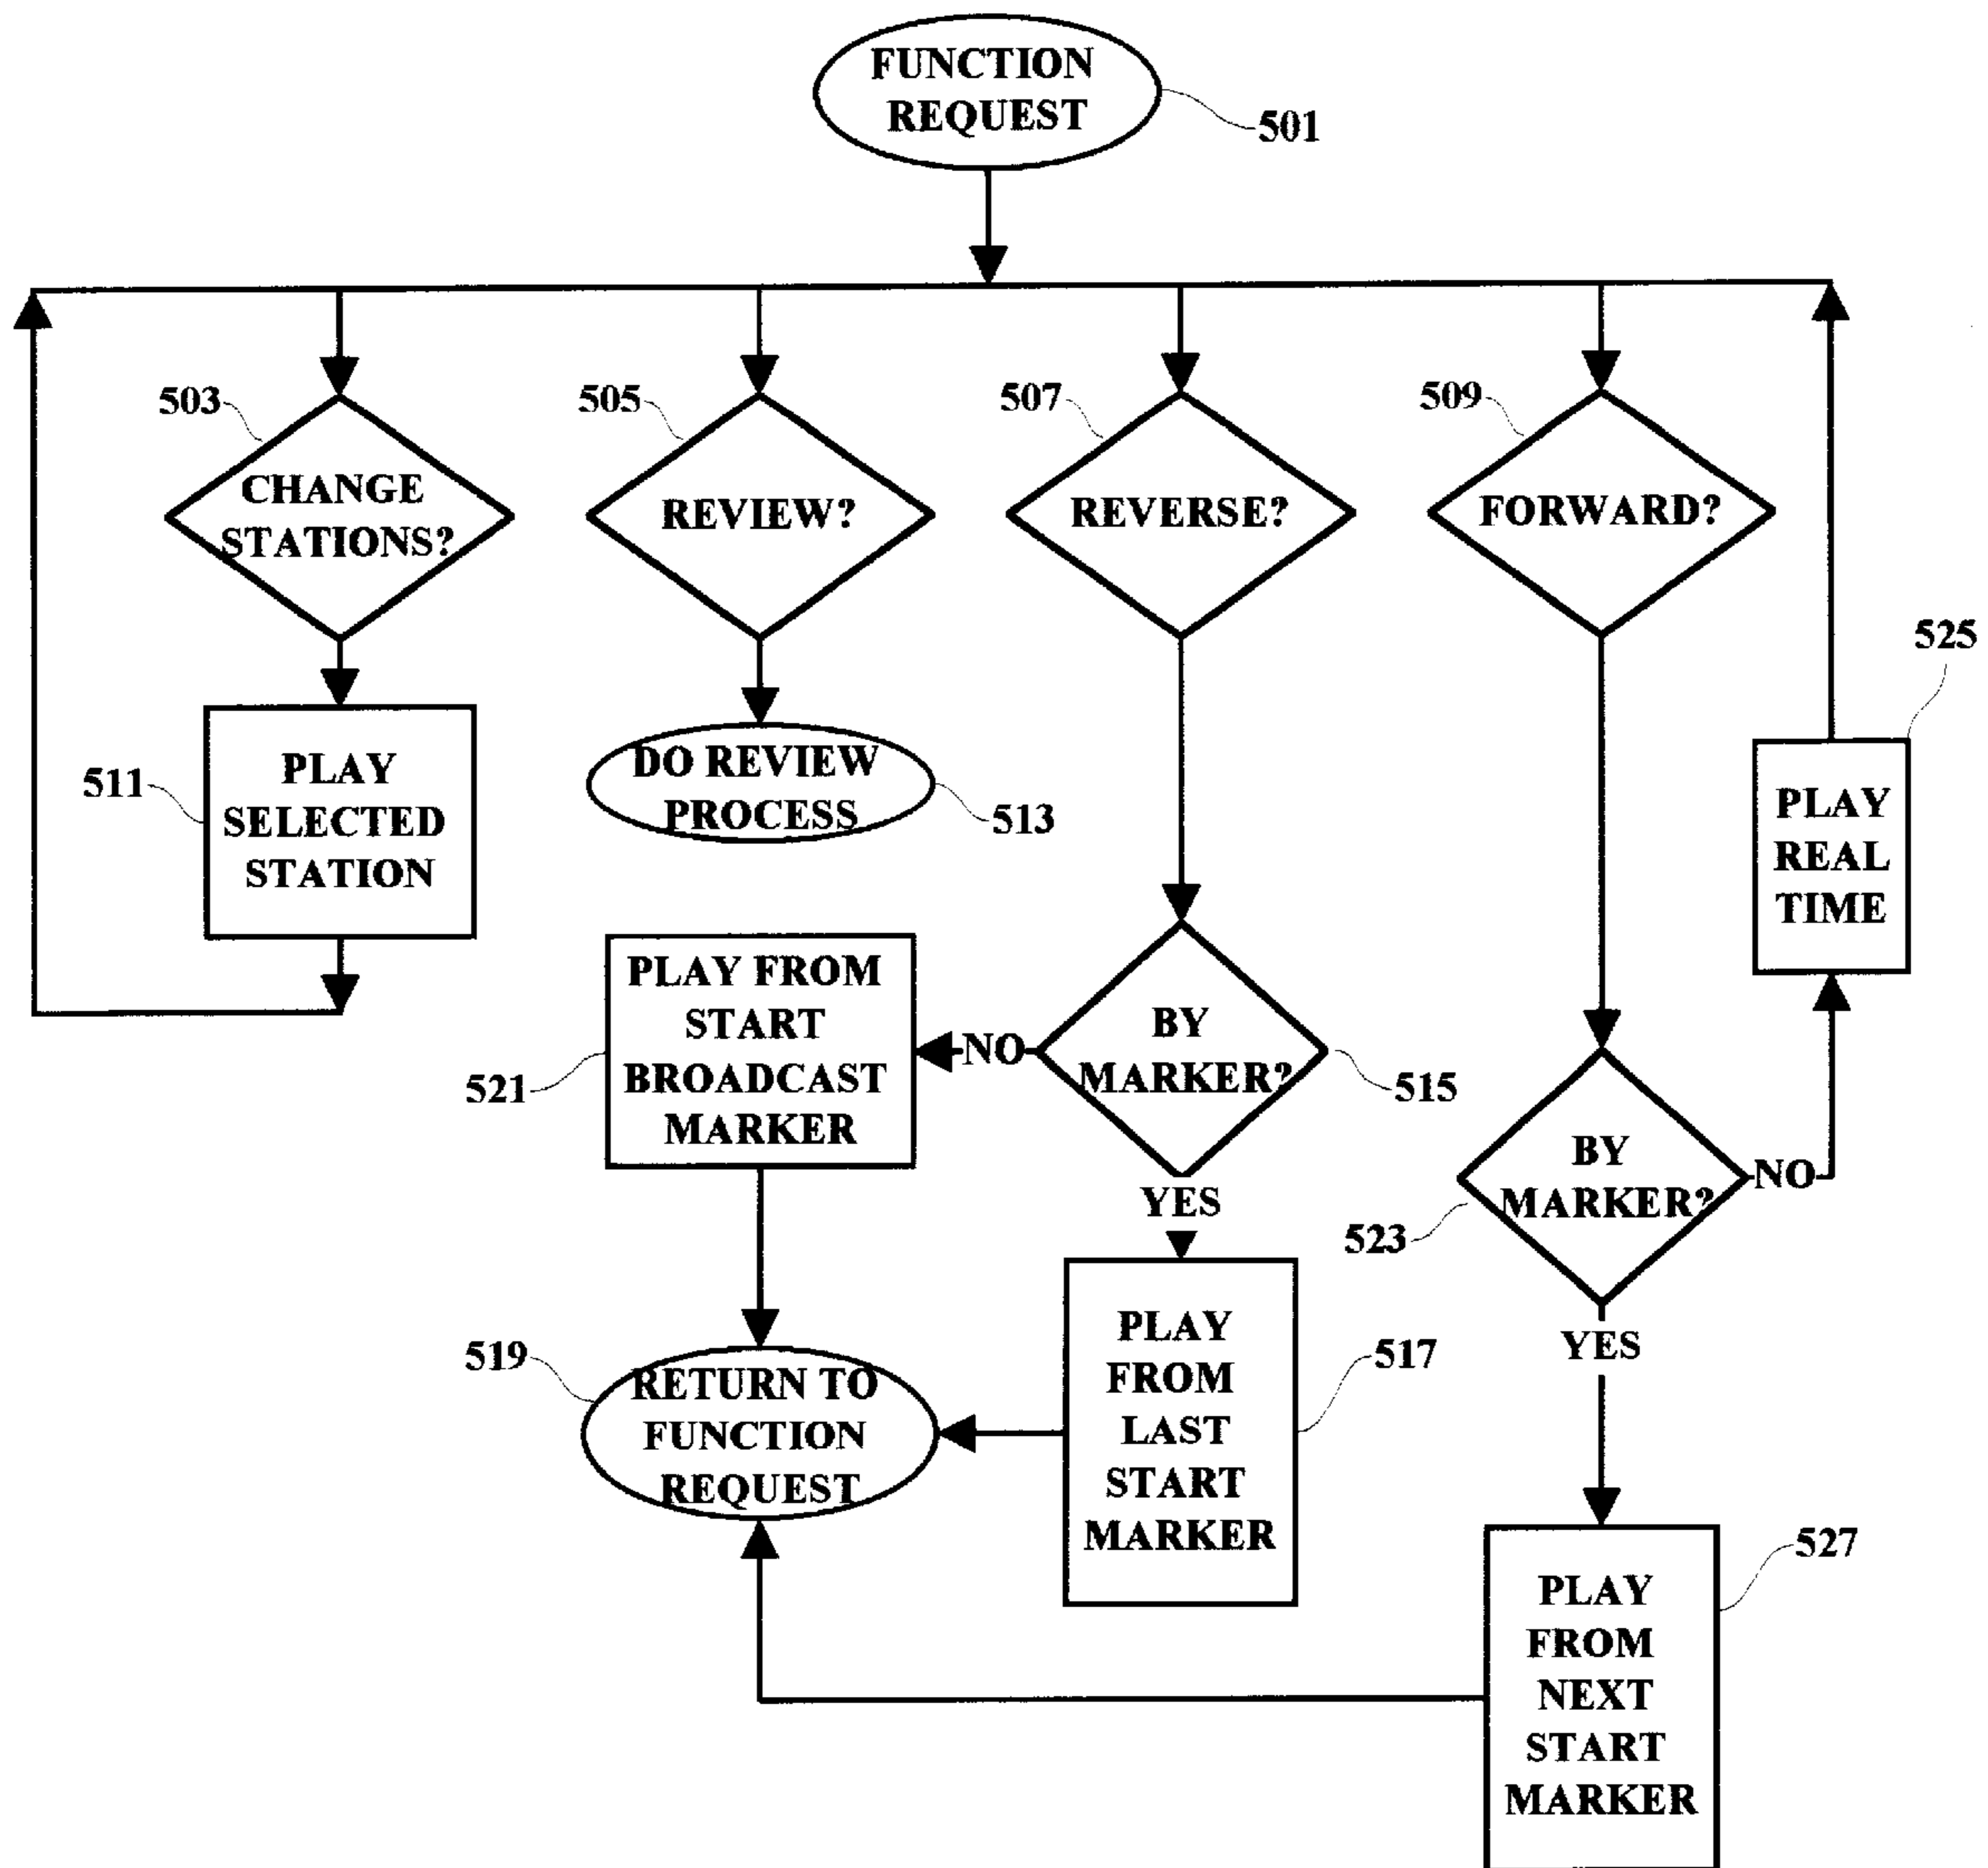 FUNCTION
REQUEST
501
503
505
507
509
CHANGE
STATIONS?
REVIEW?
REVERSE?
FORWARD?
525
511
PLAY
SELECTED
STATION
DO REVIEW
PROCESS
513
PLAY
REAL
TIME
521
PLAY FROM
START
BROADCAST
MARKER
NO
BY
MARKER?
515
YES
523
BY
MARKER?
NO
YES
519
RETURN TO
FUNCTION
REQUEST
PLAY
FROM
LAST
START
MARKER
517
527
PLAY
FROM
NEXT
START
MARKER